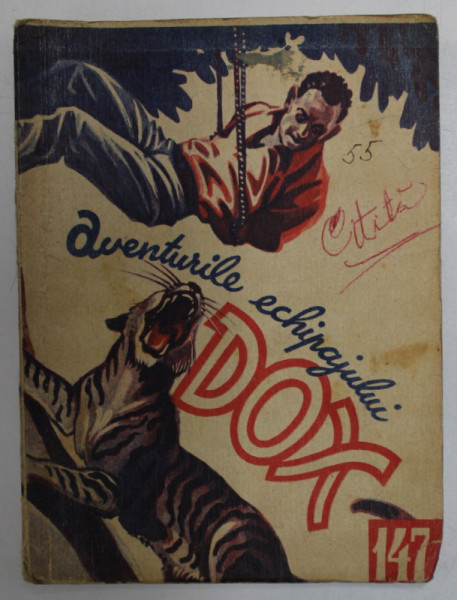 55
Citită
aventurile echipajului
DOX
147